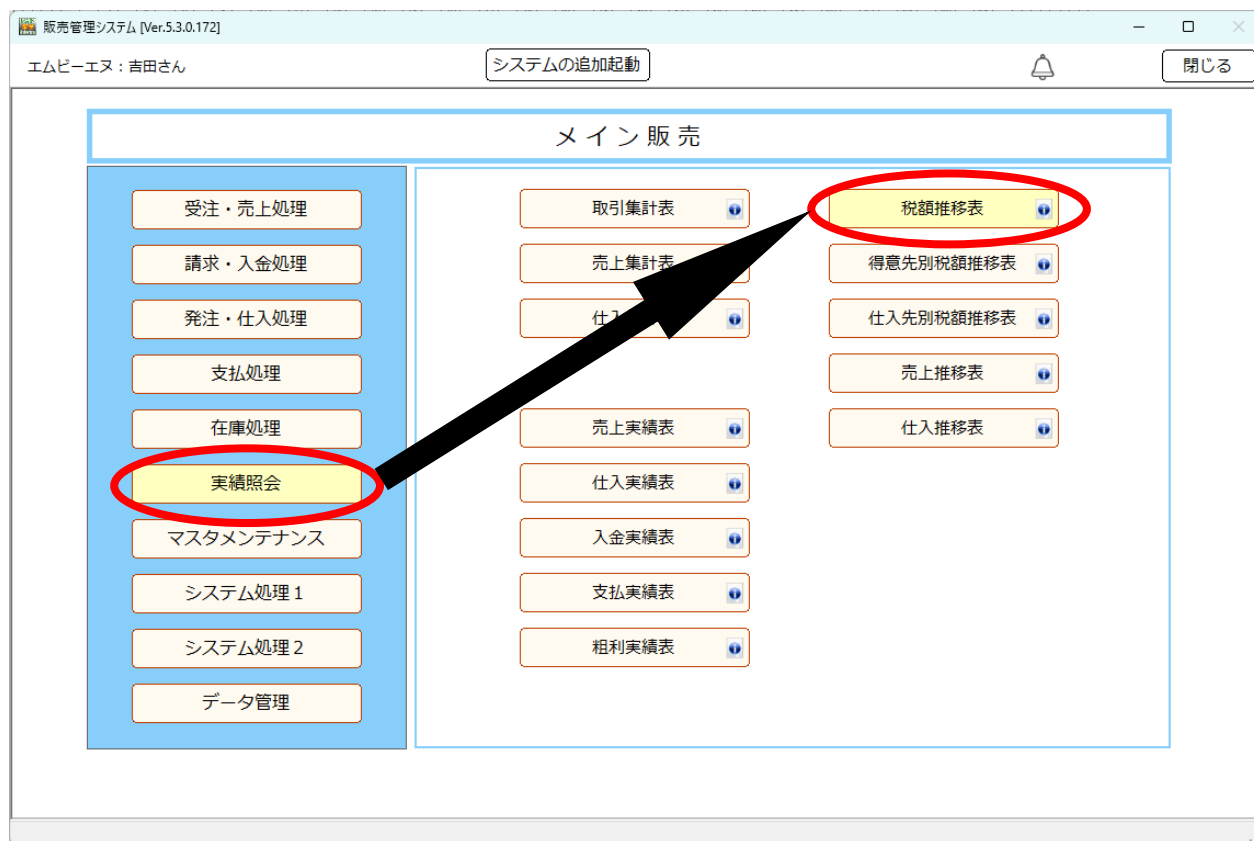 販売管理システム [Ver.5.3.0.172]
エムビーエヌ：吉田さん
システムの追加起動
閉じる
メイン販売
受注・売上処理
請求・入金処理
発注・仕入処理
支払処理
在庫処理
実績照会
マスタメンテナンス
システム処理１
システム処理２
データ管理
取引集計表
売上集計表
仕入
売上実績表
仕入実績表
入金実績表
支払実績表
粗利実績表
税額推移表
得意先別税額推移表
仕入先別税額推移表
売上推移表
仕入推移表